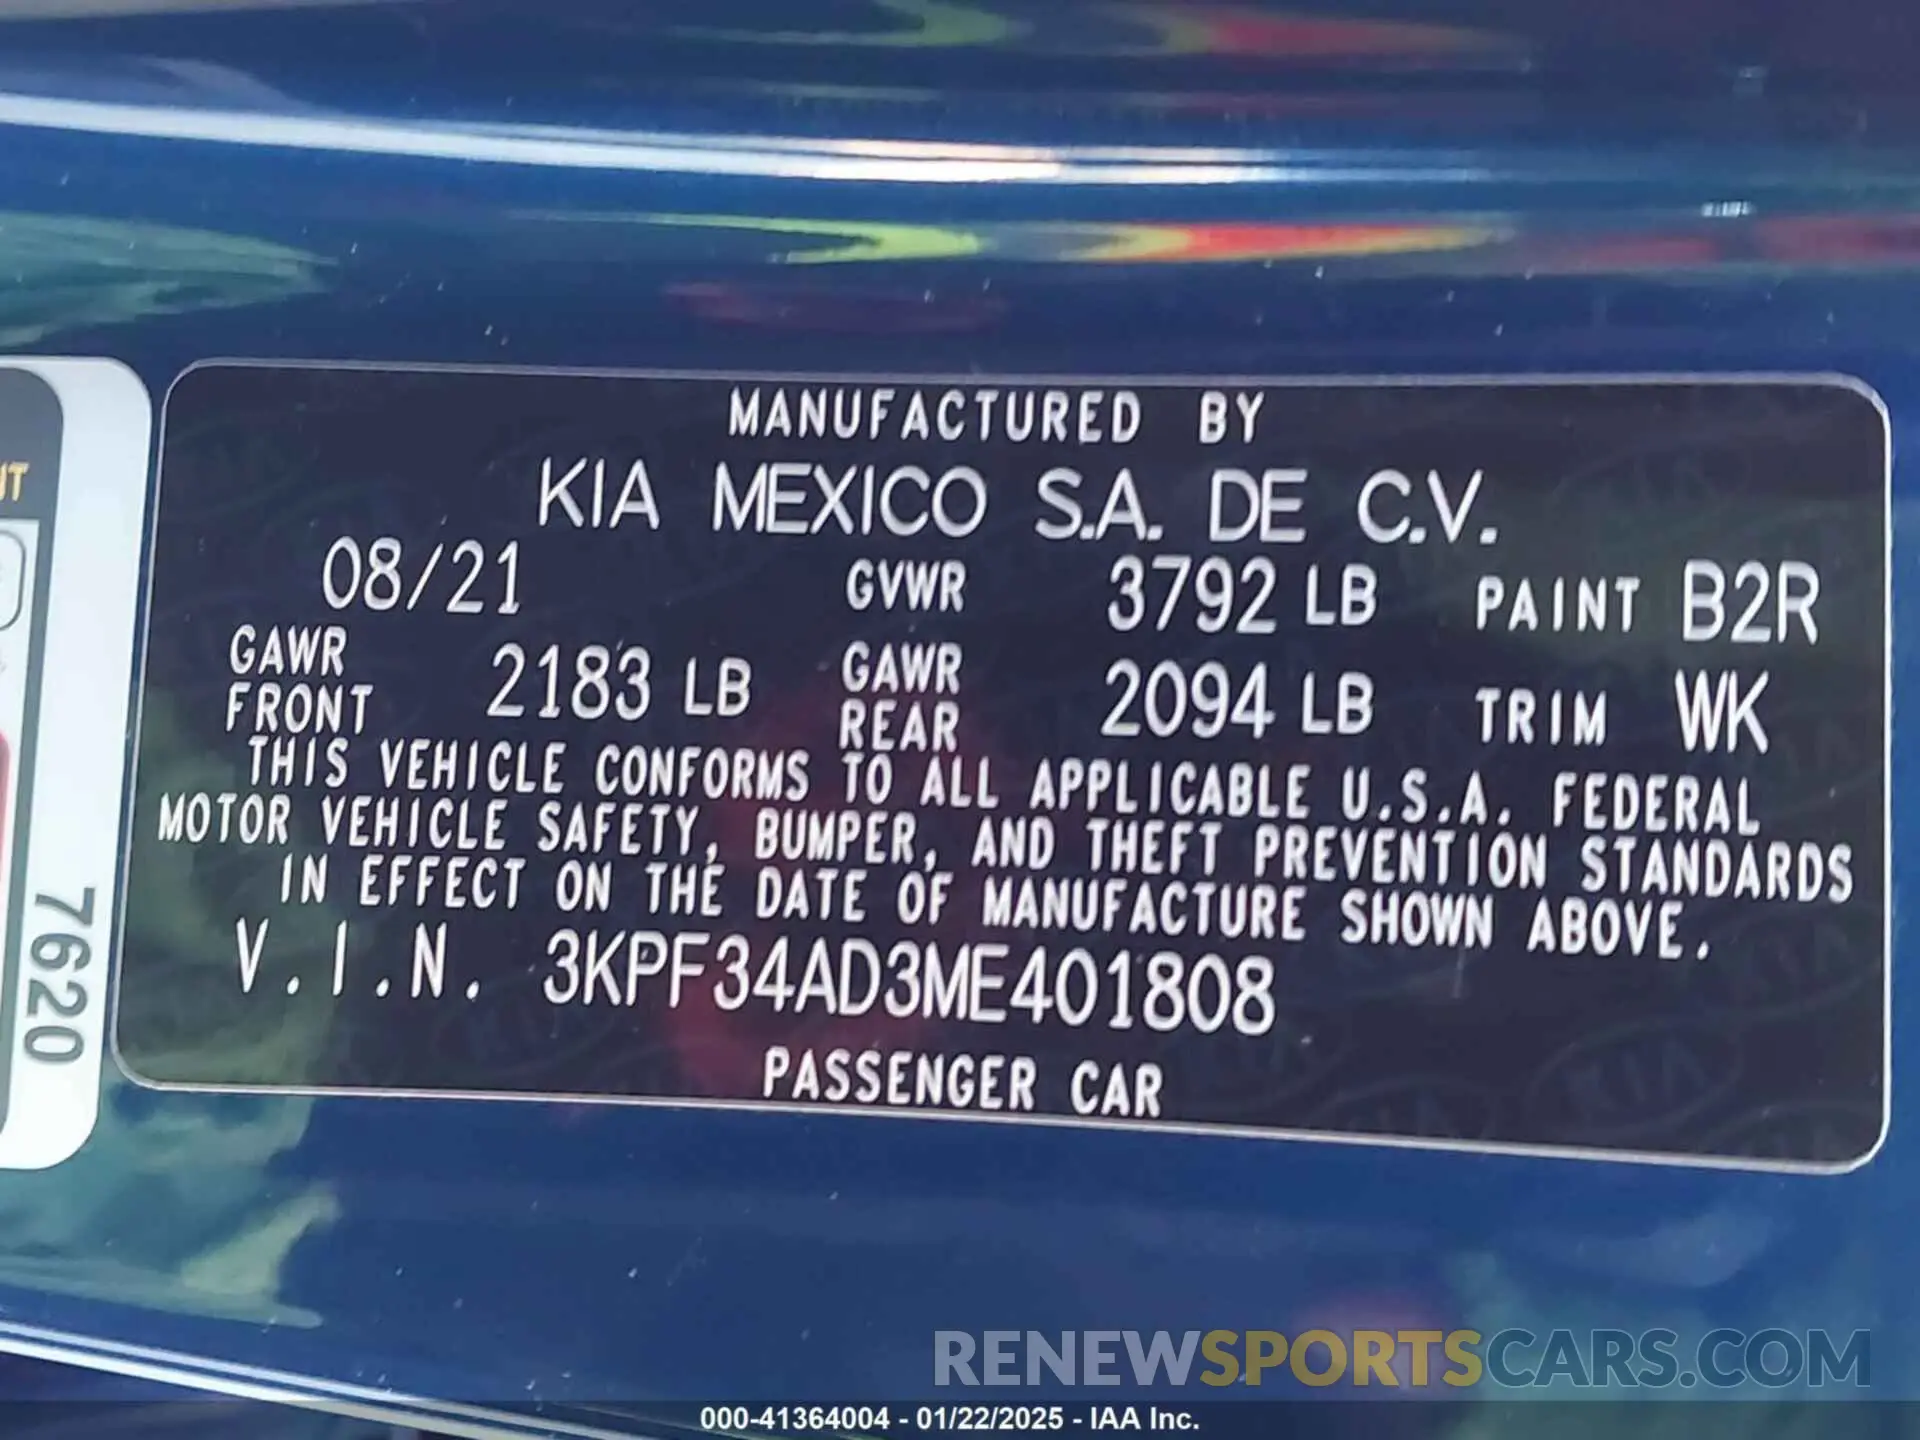 MANUFACTURED BY
KIA MEXICO S.A. DE C.V.
08/21 GVWR 3792 LB PAINT B2R
GAWR FRONT 2183 LB GAWR REAR 2094 LB TRIM WK
THIS VEHICLE CONFORMS TO ALL APPLICABLE U.S.A. FEDERAL
MOTOR VEHICLE SAFETY, BUMPER, AND THEFT PREVENTION STANDARDS
IN EFFECT ON THE DATE OF MANUFACTURE SHOWN ABOVE.
V.I.N. 3KPF34AD3ME401808
PASSENGER CAR
7620
RENEWSPORTSCARS.COM
000-41364004 - 01/22/2025 - IAA Inc.